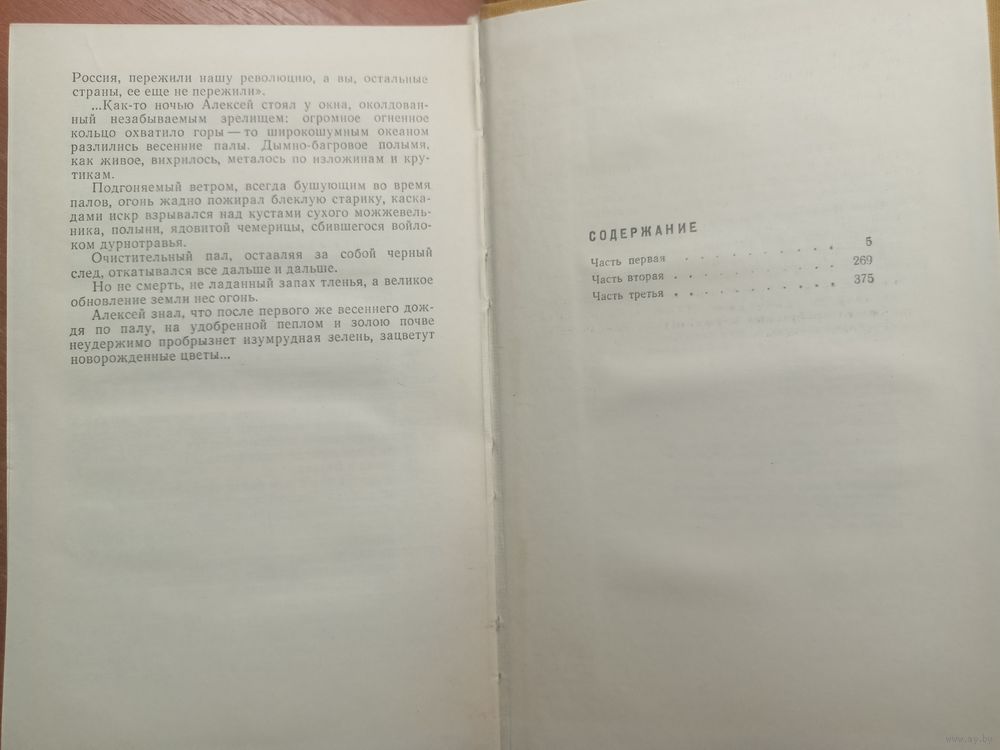 Россия, пережили нашу революцию, а вы, остальные
страны, ее еще не пережили».
...Как-то ночью Алексей стоял у окна, околдован-
ный незабываемым зрелищем: огромное огненное
кольцо охватило горы — то широкошумным океаном
разлились весенние палы. Дымно-багровое полымя,
как живое, вихрилось, металось по изложинам и кру-
тикам.
Подгоняемый ветром, всегда бушующим во время
палов, огонь жадно пожирал блеклую старику, каска-
дами искр взрывался над кустами сухого можжевель-
ника, полыни, ядовитой чемерицы, сбившегося войло-
ком дурнотравья.
Очистительный пал, оставляя за собой черный
след, откатывался все дальше и дальше.
Но не смерть, не ладанный запах тленья, а великое
обновление земли нес огонь.
Алексей знал, что после первого же весеннего дож-
дя по палу, на удобренной пеплом и золою почве
неудержимо пробрызнет изумрудная зелень, зацветут
новорожденные цветы...
СОДЕРЖАНИЕ
Часть первая . . . . . . . . 5
Часть вторая . . . . . . . . 269
Часть третья . . . . . . . . 375
www.ay.by